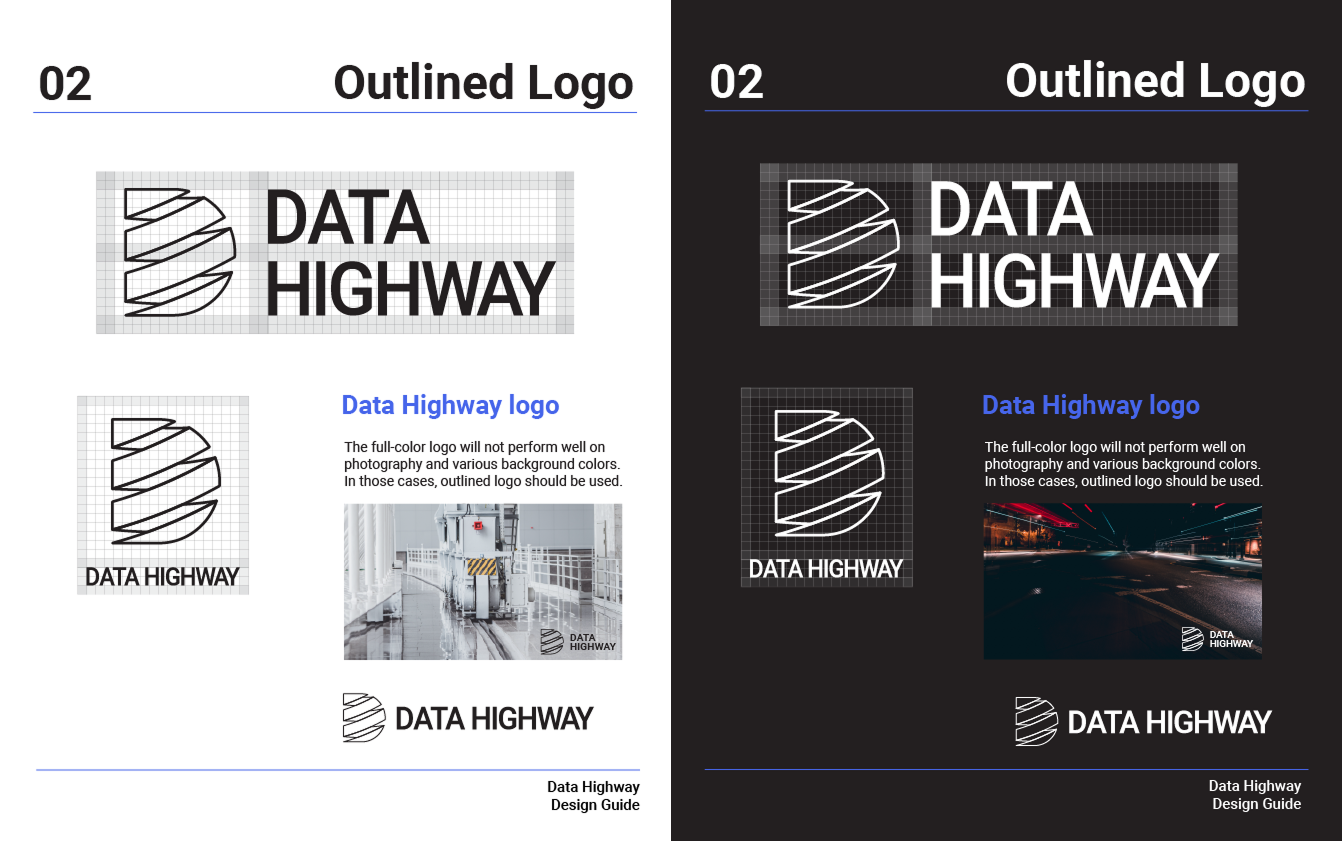 02
Outlined Logo
DATA
HIGHWAY
DATA HIGHWAY
Data Highway logo
The full-color logo will not perform well on
photography and various background colors.
In those cases, outlined logo should be used.
DATA
HIGHWAY
DATA HIGHWAY
Data Highway
Design Guide
02
Outlined Logo
DATA
HIGHWAY
DATA HIGHWAY
Data Highway logo
The full-color logo will not perform well on
photography and various background colors.
In those cases, outlined logo should be used.
DATA
HIGHWAY
DATA HIGHWAY
Data Highway
Design Guide